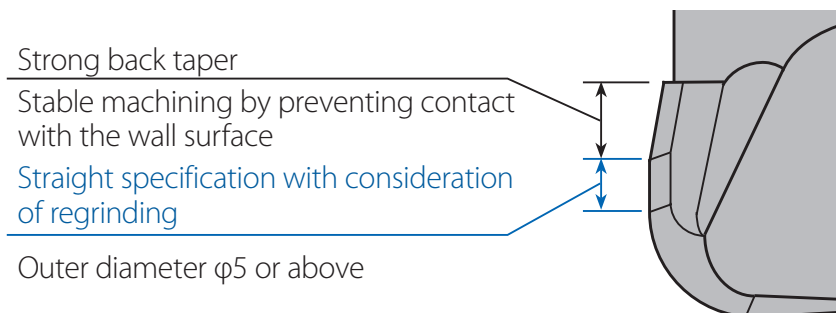 Strong back taper
Stable machining by preventing contact
with the wall surface
Straight specification with consideration
of regrinding
Outer diameter φ5 or above